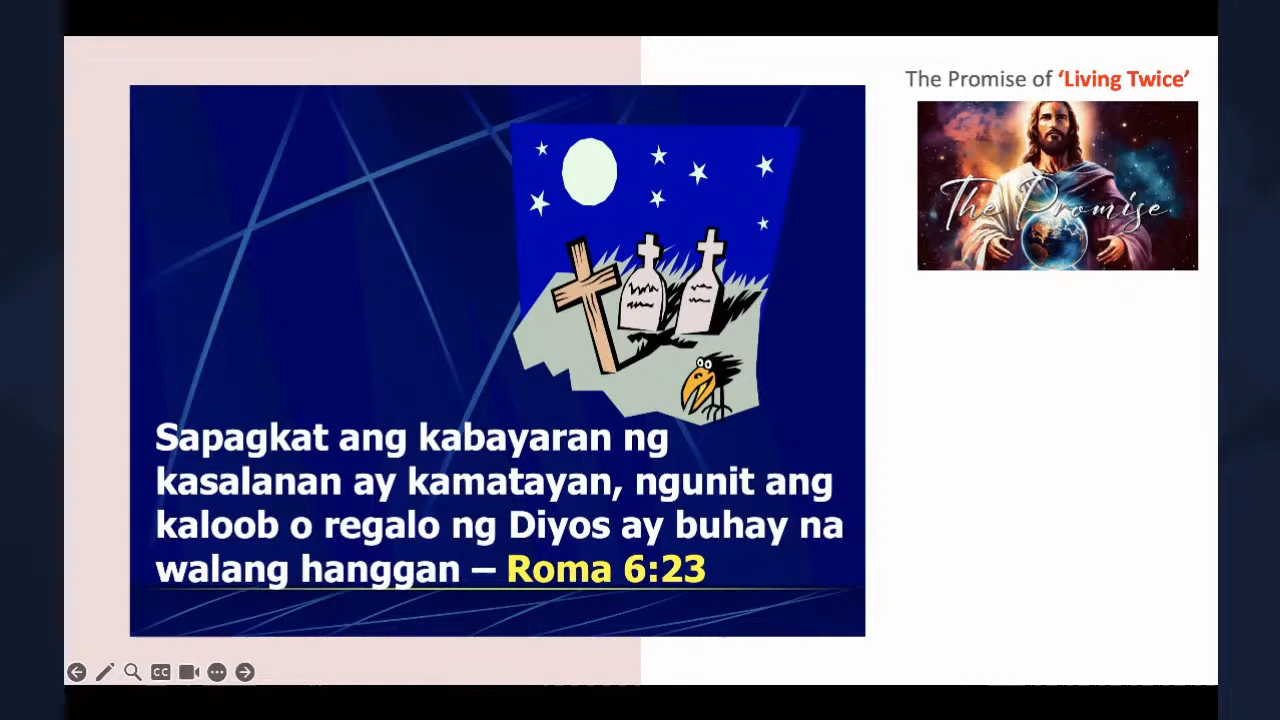 The Promise of ‘Living Twice’
The Promise
Sapagkat ang kabayaran ng
kasalanan ay kamatayan, ngunit ang
kaloob o regalo ng Diyos ay buhay na
walang hanggan – Roma 6:23
CC